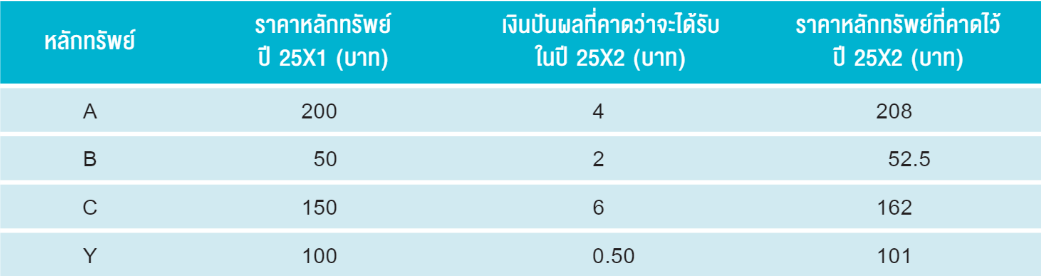 หลักทรัพย์ ราคาหลักทรัพย์ เงินปันผลที่คาดว่าจะได้รับ ราคาหลักทรัพย์ที่คาดไว้
ปี 25X1 (บาท) ในปี 25X2 (บาท) ปี 25X2 (บาท)
A 200 4 208
B 50 2 52.5
C 150 6 162
Y 100 0.50 101